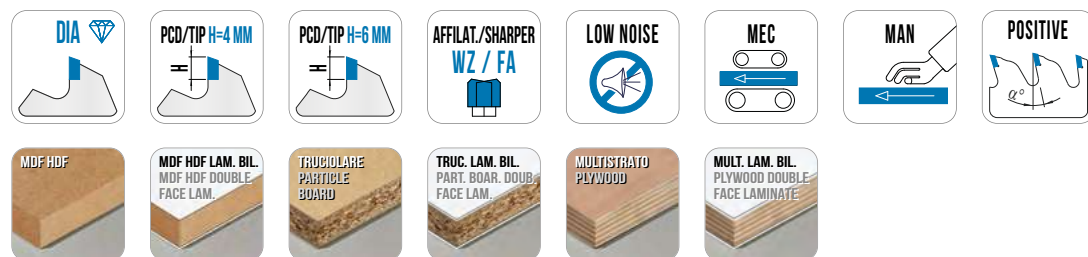 DIA
PCD/TIP H=4 MM
PCD/TIP H=6 MM
AFFILAT./SHARPER
WZ / FA
LOW NOISE
MEC
MAN
POSITIVE
α°
MDF HDF
MDF HDF LAM. BIL.
MDF HDF DOUBLE
FACE LAM.
TRUCIOLARE
PARTICLE
BOARD
TRUC. LAM. BIL.
PART. BOAR. DOUB.
FACE LAM.
MULTISTRATO
PLYWOOD
MULT. LAM. BIL.
PLYWOOD DOUBLE
FACE LAMINATE